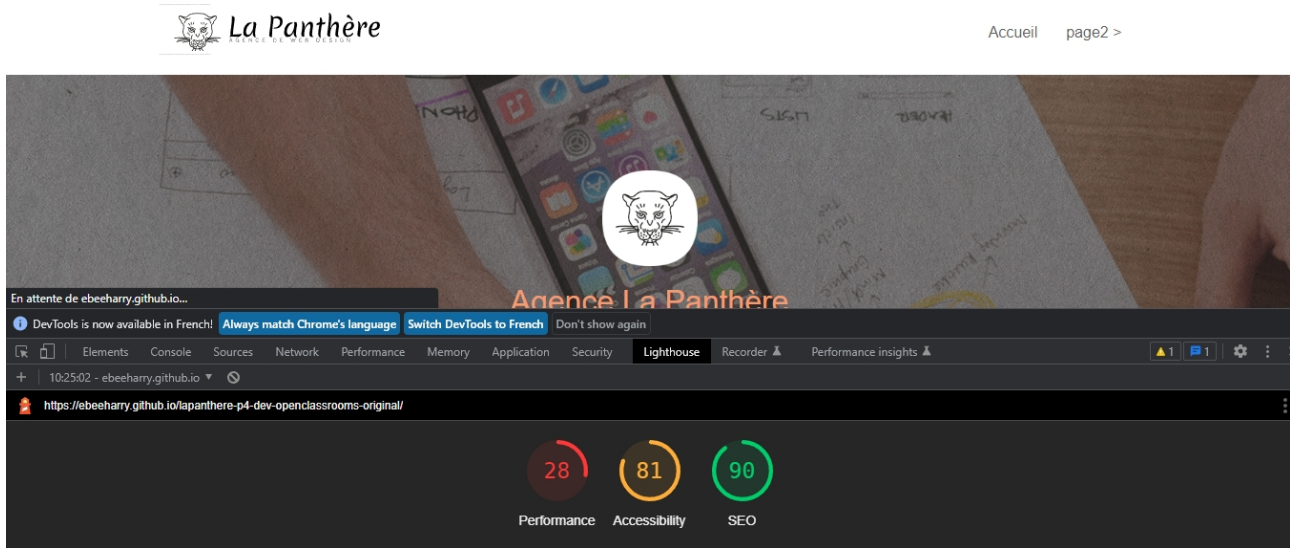 La Panthère
AGENCE DE WEB DESIGN
Accueil page2 >
LISTS
HEADER
Agence La Panthère
En attente de ebeeharry.github.io...
DevTools is now available in French! Always match Chrome's language Switch DevTools to French Don't show again
Elements Console Sources Network Performance Memory Application Security Lighthouse Recorder Performance insights 1 1
+ 10:25:02 - ebeeharry.github.io
https://ebeeharry.github.io/lapanthere-p4-dev-openclassrooms-original/
28 81 90
Performance Accessibility SEO